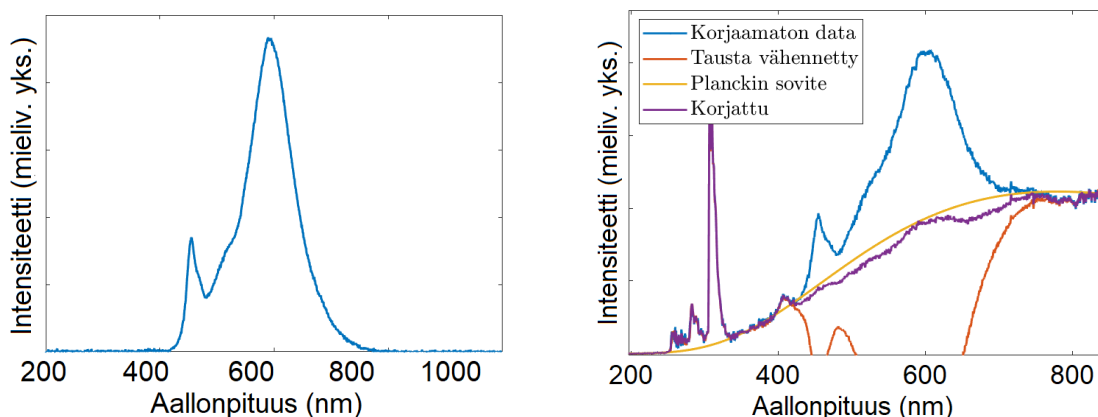 Intensiteetti (mieliv. yks.)
200
400
600
800
1000
Aallonpituus (nm)
Intensiteetti (mieliv. yks.)
Korjaamaton data
Tausta vähennetty
Planckin sovite
Korjattu
200
400
600
800
Aallonpituus (nm)